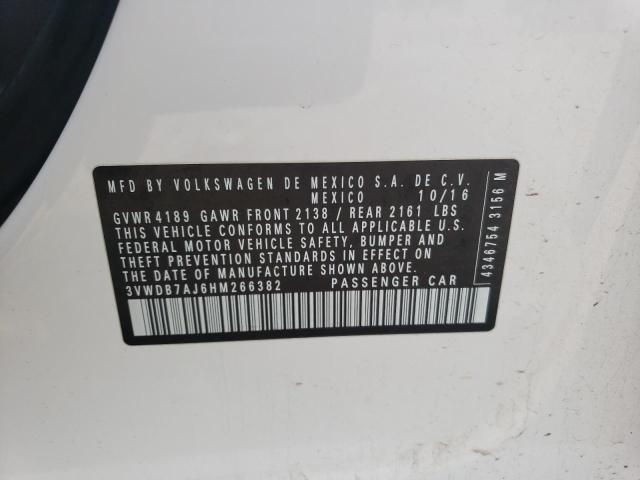 MFD BY VOLKSWAGEN DE MEXICO S.A. DE C.V.
MEXICO 10/16
GVWR 4189 GAWR FRONT 2138 / REAR 2161 LBS
THIS VEHICLE CONFORMS TO ALL APPLICABLE U.S.
FEDERAL MOTOR VEHICLE SAFETY, BUMPER AND
THEFT PREVENTION STANDARDS IN EFFECT ON
THE DATE OF MANUFACTURE SHOWN ABOVE.
3VWDB7AJ6HM266382 PASSENGER CAR
4346754 3156 M